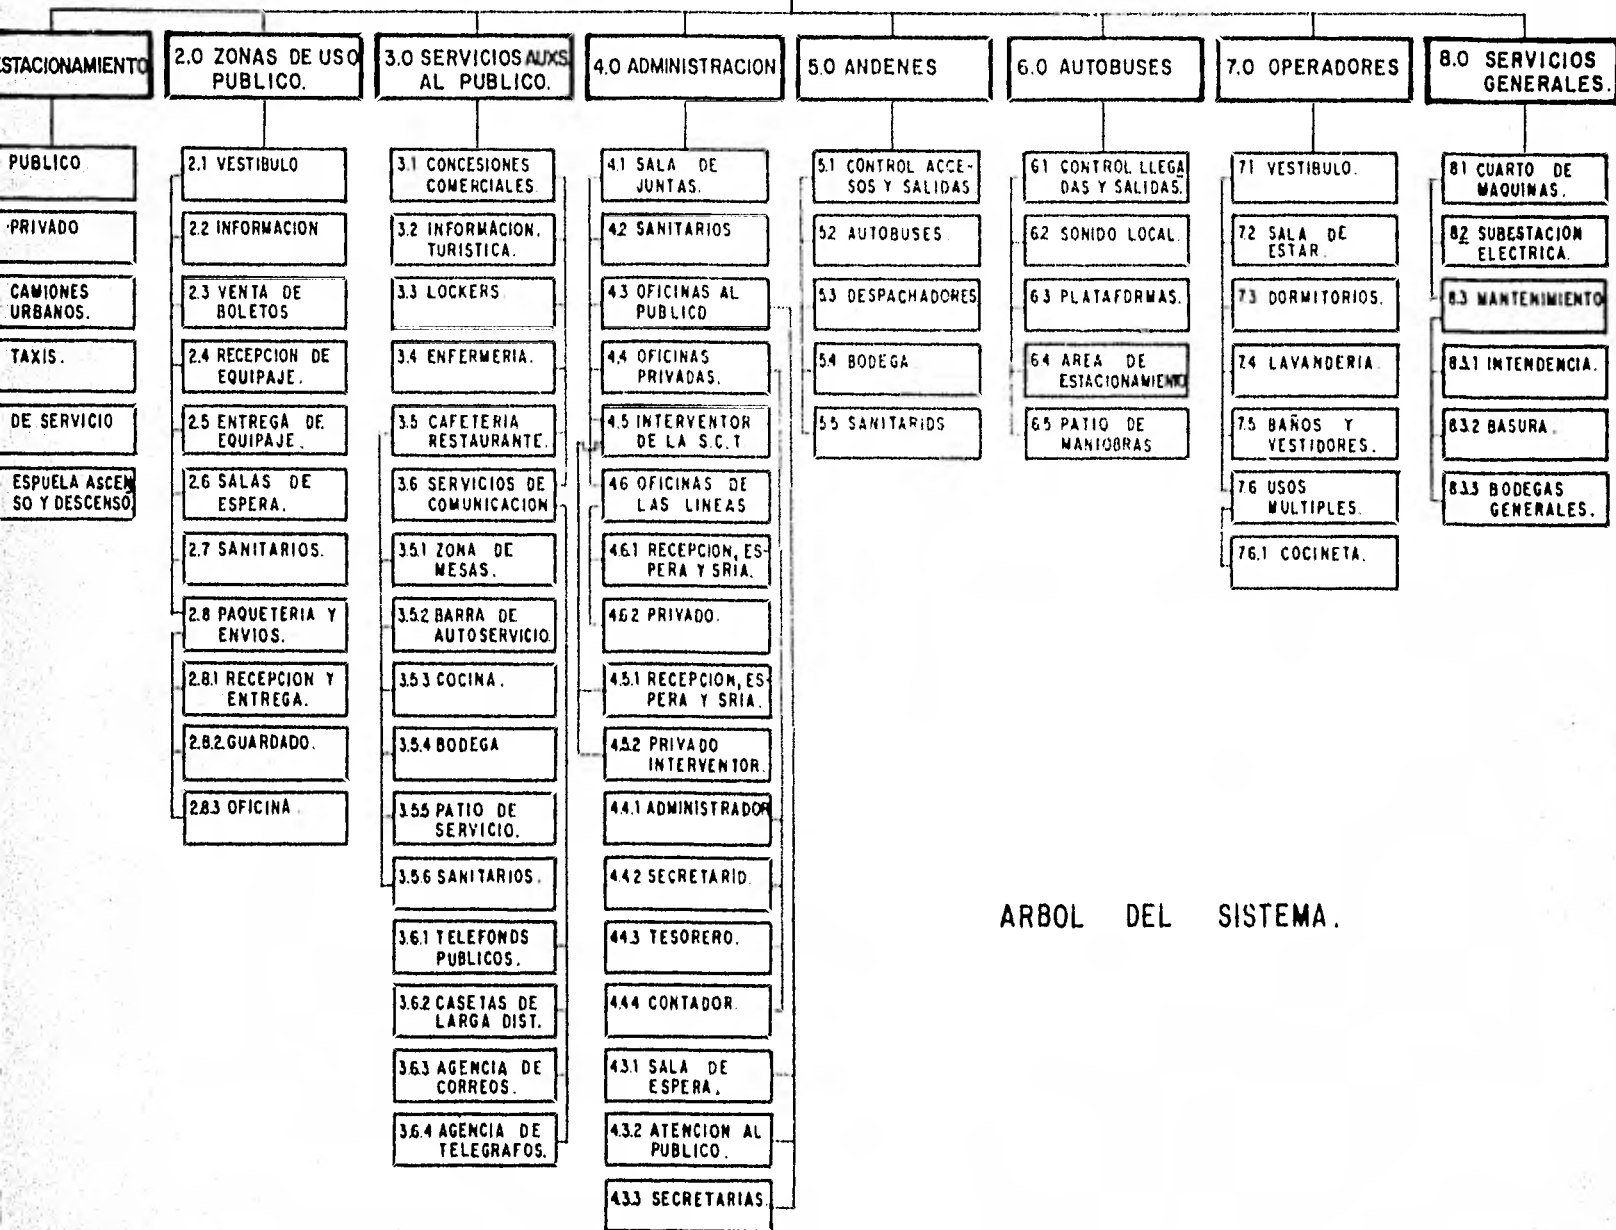 ESTACIONAMIENTO
PUBLICO
PRIVADO
CAMIONES
URBANOS.
TAXIS.
DE SERVICIO
ESPUELA ASCEN
SO Y DESCENSO.
2.0 ZONAS DE USO
PUBLICO.
2.1 VESTIBULO
2.2 INFORMACION
2.3 VENTA DE
BOLETOS
2.4 RECEPCION DE
EQUIPAJE.
2.5 ENTREGA DE
EQUIPAJE.
2.6 SALAS DE
ESPERA.
2.7 SANITARIOS.
2.8 PAQUETERIA Y
ENVIOS.
2.8.1 RECEPCION Y
ENTREGA.
2.8.2 GUARDADO.
2.8.3 OFICINA.
3.0 SERVICIOS AUXS.
AL PUBLICO.
3.1 CONCESIONES
COMERCIALES.
3.2 INFORMACION.
TURISTICA.
3.3 LOCKERS.
3.4 ENFERMERIA.
3.5 CAFETERIA
RESTAURANTE.
3.6 SERVICIOS DE
COMUNICACION
3.5.1 ZONA DE
MESAS.
3.5.2 BARRA DE
AUTOSERVICIO.
3.5.3 COCINA.
3.5.4 BODEGA
3.5.5 PATIO DE
SERVICIO.
3.5.6 SANITARIOS.
3.6.1 TELEFONOS
PUBLICOS.
3.6.2 CASETAS DE
LARGA DIST.
3.6.3 AGENCIA DE
CORREOS.
3.6.4 AGENCIA DE
TELEGRAFOS.
4.0 ADMINISTRACION
4.1 SALA DE
JUNTAS.
4.2 SANITARIOS
4.3 OFICINAS AL
PUBLICO
4.4 OFICINAS
PRIVADAS.
4.5 INTERVENTOR
DE LA S.C.T.
4.6 OFICINAS DE
LAS LINEAS
4.6.1 RECEPCION, ES-
PERA Y SRIA.
4.6.2 PRIVADO.
4.5.1 RECEPCION, ES-
PERA Y SRIA.
4.5.2 PRIVADO
INTERVENTOR.
4.4.1 ADMINISTRADOR
4.4.2 SECRETARIO.
4.4.3 TESORERO.
4.4.4 CONTADOR.
4.3.1 SALA DE
ESPERA.
4.3.2 ATENCION AL
PUBLICO.
4.3.3 SECRETARIAS.
5.0 ANDENES
5.1 CONTROL ACCE-
SOS Y SALIDAS
5.2 AUTOBUSES.
5.3 DESPACHADORES
5.4 BODEGA
5.5 SANITARIOS
6.0 AUTOBUSES
6.1 CONTROL LLEGA
DAS Y SALIDAS.
6.2 SONIDO LOCAL.
6.3 PLATAFORMAS.
6.4 AREA DE
ESTACIONAMIENTO
6.5 PATIO DE
MANIOBRAS
7.0 OPERADORES
7.1 VESTIBULO.
7.2 SALA DE
ESTAR.
7.3 DORMITORIOS.
7.4 LAVANDERIA.
7.5 BAÑOS Y
VESTIDORES.
7.6 USOS
MULTIPLES.
7.6.1 COCINETA.
8.0 SERVICIOS
GENERALES.
8.1 CUARTO DE
MAQUINAS.
8.2 SUBESTACION
ELECTRICA.
8.3 MANTENIMIENTO
8.3.1 INTENDENCIA.
8.3.2 BASURA.
8.3.3 BODEGAS
GENERALES.
ARBOL DEL SISTEMA.